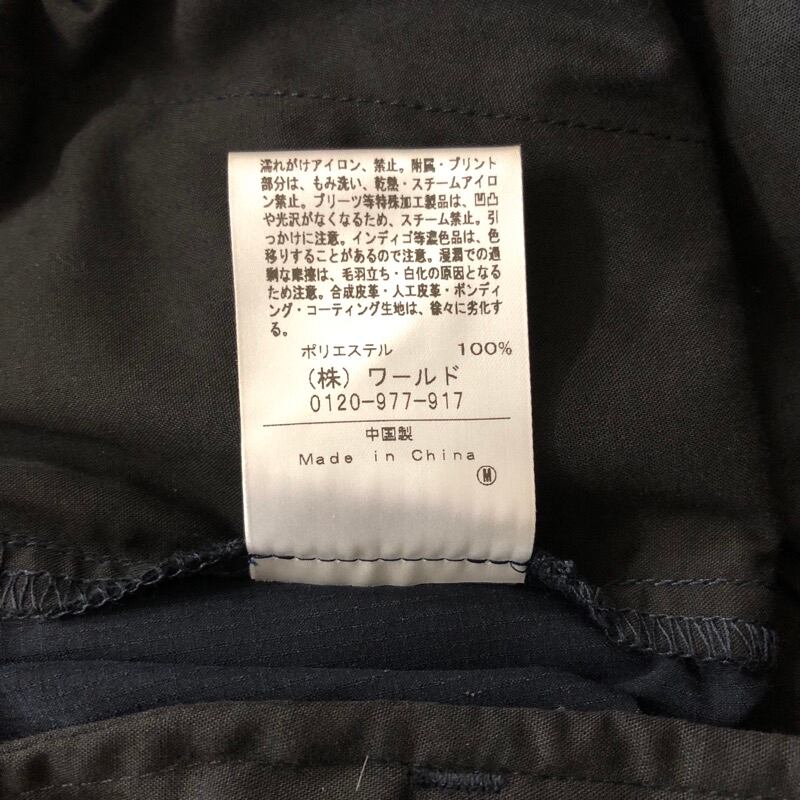 濡れがけアイロン、禁止。附属・プリント
部分は、もみ洗い、乾熱・スチームアイロ
ン禁止。プリーツ等特殊加工製品は、凹凸
や光沢がなくなるため、スチーム禁止。引
っかけに注意。インディゴ等濃色品は、色
移りすることがあるので注意。湿潤での過
剰な摩擦は、毛羽立ち・白化の原因となる
ため注意。合成皮革・人工皮革・ボンディ
ング・コーティング生地は、徐々に劣化す
る。
ポリエステル 100%
(株) ワールド
0120-977-917
中国製
Made in China
M